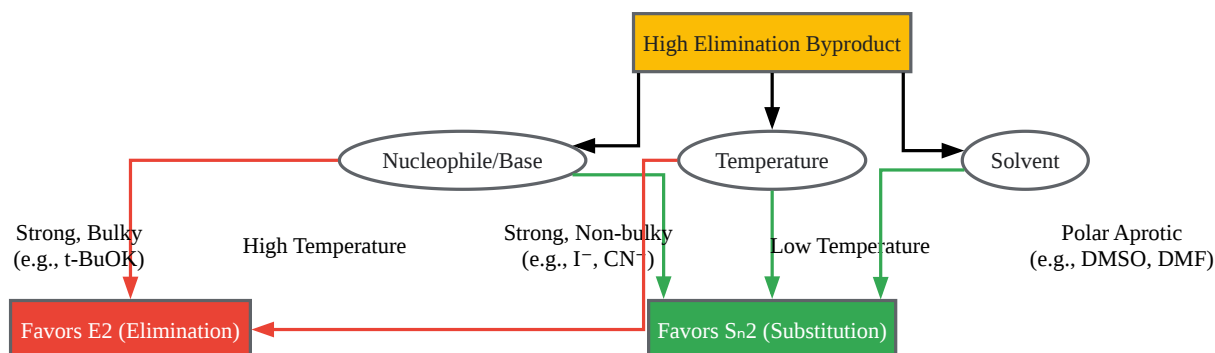 High Elimination Byproduct
Nucleophile/Base
Temperature
Solvent
Strong, Bulky
(e.g., t-BuOK)
High Temperature
Strong, Non-bulky
(e.g., I⁻, CN⁻)
Low Temperature
Polar Aprotic
(e.g., DMSO, DMF)
Favors E2 (Elimination)
Favors Sₙ2 (Substitution)